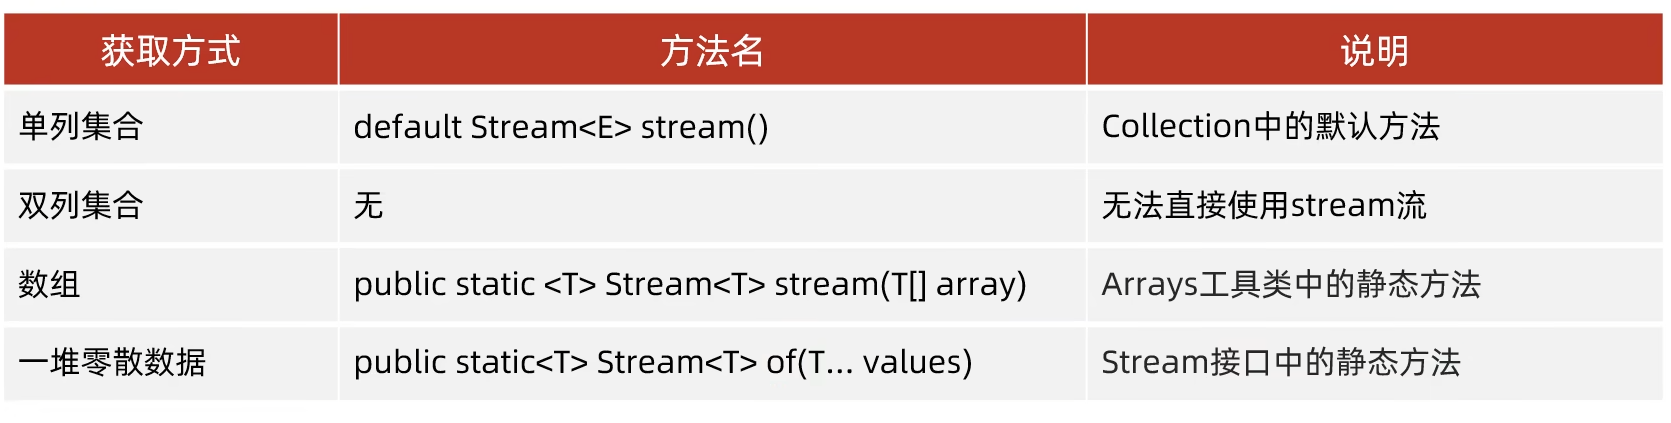 获取方式 方法名 说明
单列集合 default Stream<E> stream() Collection中的默认方法
双列集合 无 无法直接使用stream流
数组 public static <T> Stream<T> stream(T[] array) Arrays工具类中的静态方法
一堆零散数据 public static<T> Stream<T> of(T... values) Stream接口中的静态方法